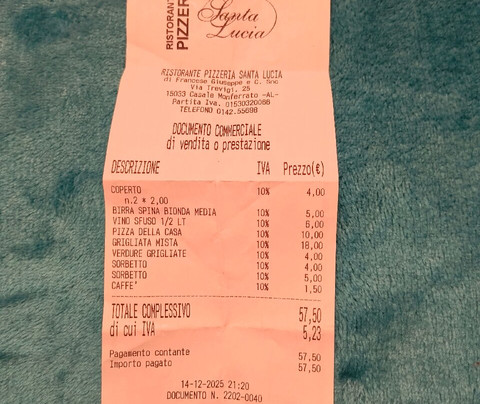 RISTORANTE
PIZZERIA
Santa
Lucia
RISTORANTE PIZZERIA SANTA LUCIA
di Francese Giuseppe e C. Snc
Via Trevigi, 25
15033 Casale Monferrato -AL-
Partita Iva. 01530320066
TELEFONO 0142.55698
DOCUMENTO COMMERCIALE
di vendita o prestazione
DESCRIZIONE IVA Prezzo(€)
COPERTO 10% 4,00
n.2 * 2,00
BIRRA SPINA BIONDA MEDIA 10% 5,00
VINO SFUSO 1/2 LT 10% 6,00
PIZZA DELLA CASA 10% 10,00
GRIGLIATA MISTA 10% 18,00
VERDURE GRIGLIATE 10% 4,00
SORBETTO 10% 4,00
SORBETTO 10% 5,00
CAFFE' 10% 1,50
TOTALE COMPLESSIVO 57,50
di cui IVA 5,23
Pagamento contante 57,50
Importo pagato 57,50
14-12-2025 21:20
DOCUMENTO N. 2202-0040